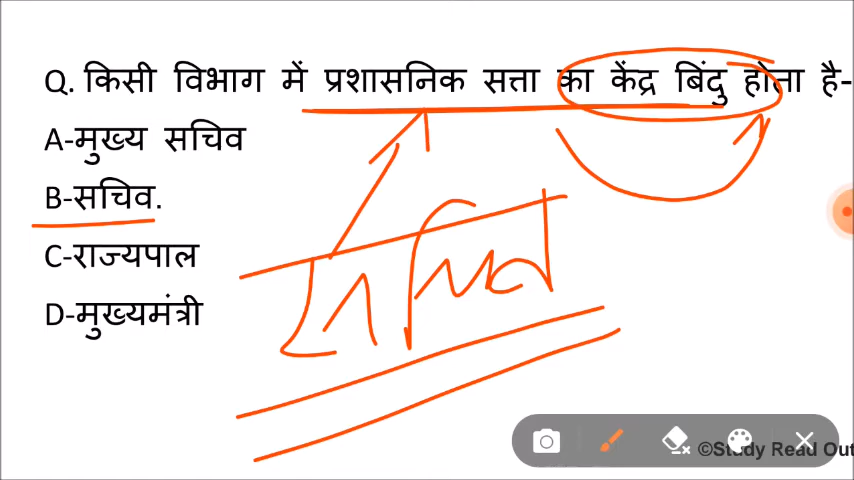 Q. किसी विभाग में प्रशासनिक सत्ता का केंद्र बिंदु होता है-
A-मुख्य सचिव
B-सचिव.
C-राज्यपाल
D-मुख्यमंत्री
सचिव
©Study Read Out